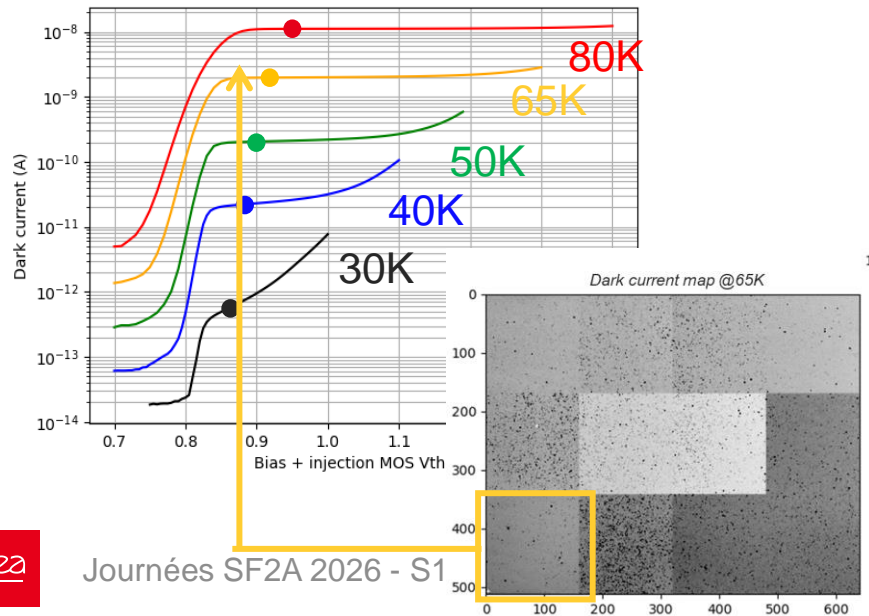 10⁻⁸
10⁻⁹
10⁻¹⁰
10⁻¹¹
10⁻¹²
10⁻¹³
10⁻¹⁴
Dark current (A)
80K
65K
50K
40K
30K
0.7 0.8 0.9 1.0 1.1
Bias + injection MOS Vth
1
Dark current map @65K
0
100
200
300
400
500
0 100 200 300 400 500 600
Journées SF2A 2026 - S1